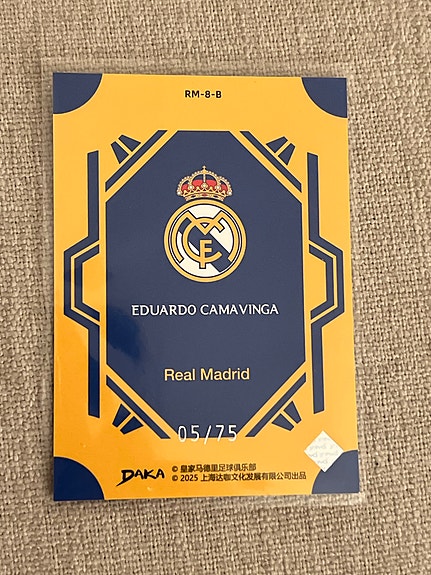 RM-8-B
EDUARDO CAMAVINGA
Real Madrid
05/75
DAKA
© 皇家马德里足球俱乐部
© 2025 上海达咖文化发展有限公司出品